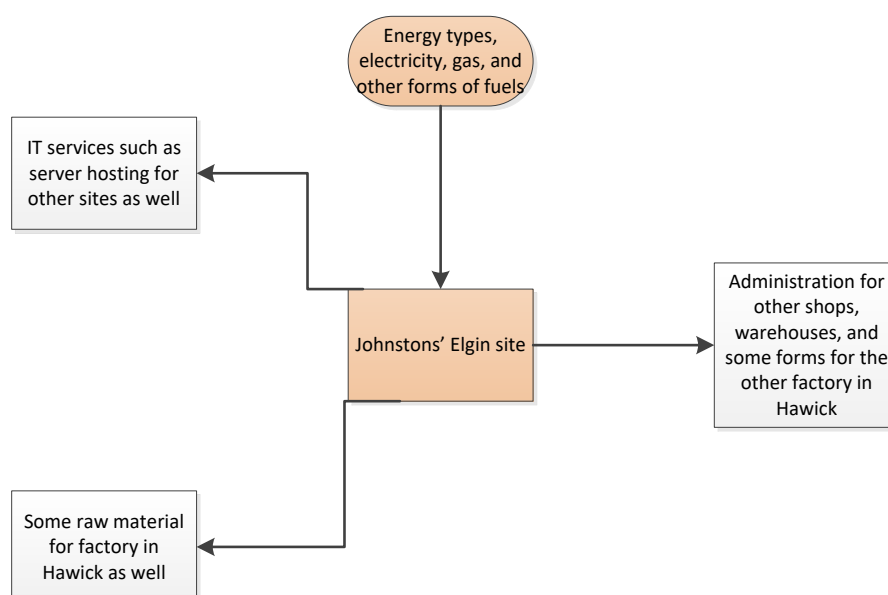 Energy types,
electricity, gas, and
other forms of fuels
IT services such as
server hosting for
other sites as well
Johnstons’ Elgin site
Administration for
other shops,
warehouses, and
some forms for the
other factory in
Hawick
Some raw material
for factory in
Hawick as well